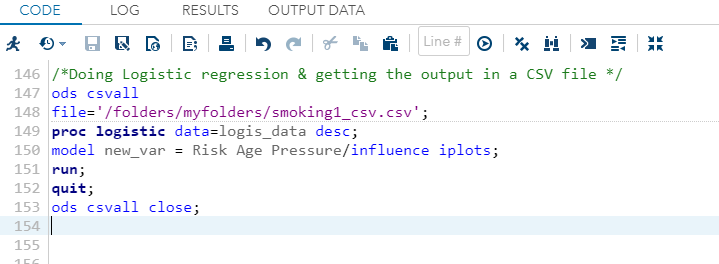 CODE LOG RESULTS OUTPUT DATA
Line #
146 /*Doing Logistic regression & getting the output in a CSV file */
147 ods csvall
148 file='/folders/myfolders/smoking1_csv.csv';
149 proc logistic data=logis_data desc;
150 model new_var = Risk Age Pressure/influence iplots;
151 run;
152 quit;
153 ods csvall close;
154
155
156